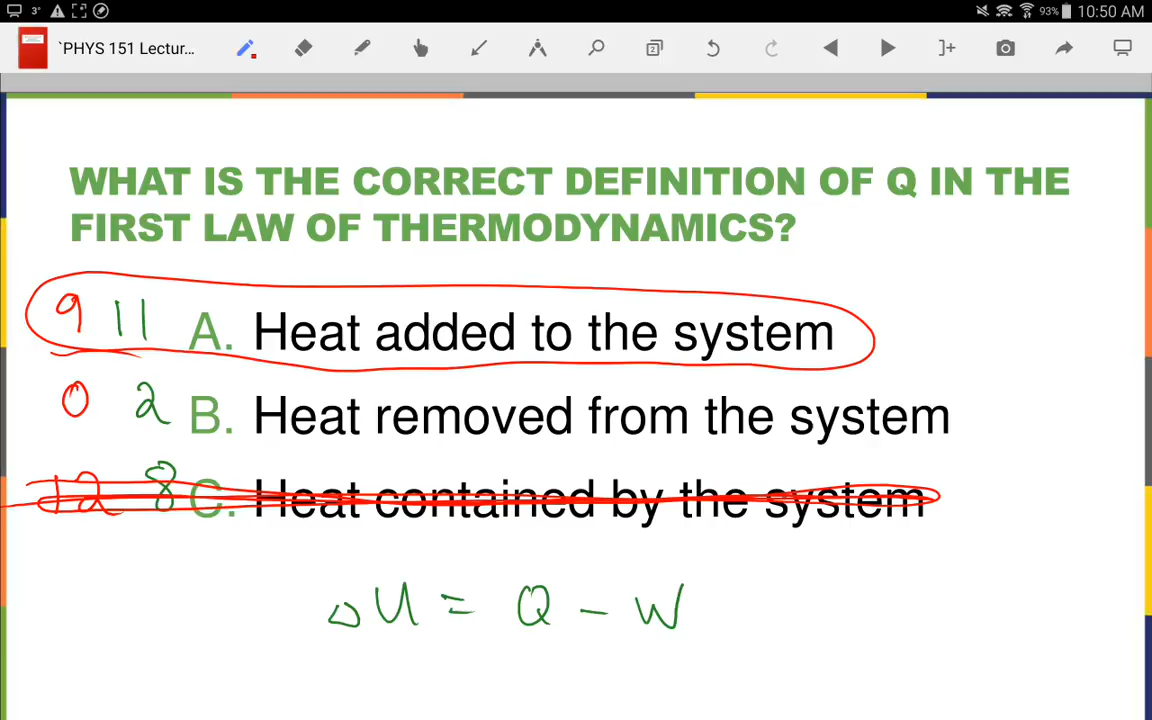 3°
93%
10:50 AM
`PHYS 151 Lectur...
2
WHAT IS THE CORRECT DEFINITION OF Q IN THE
FIRST LAW OF THERMODYNAMICS?
9 11 A. Heat added to the system
0 2 B. Heat removed from the system
12 8 C. Heat contained by the system
ΔU = Q - W